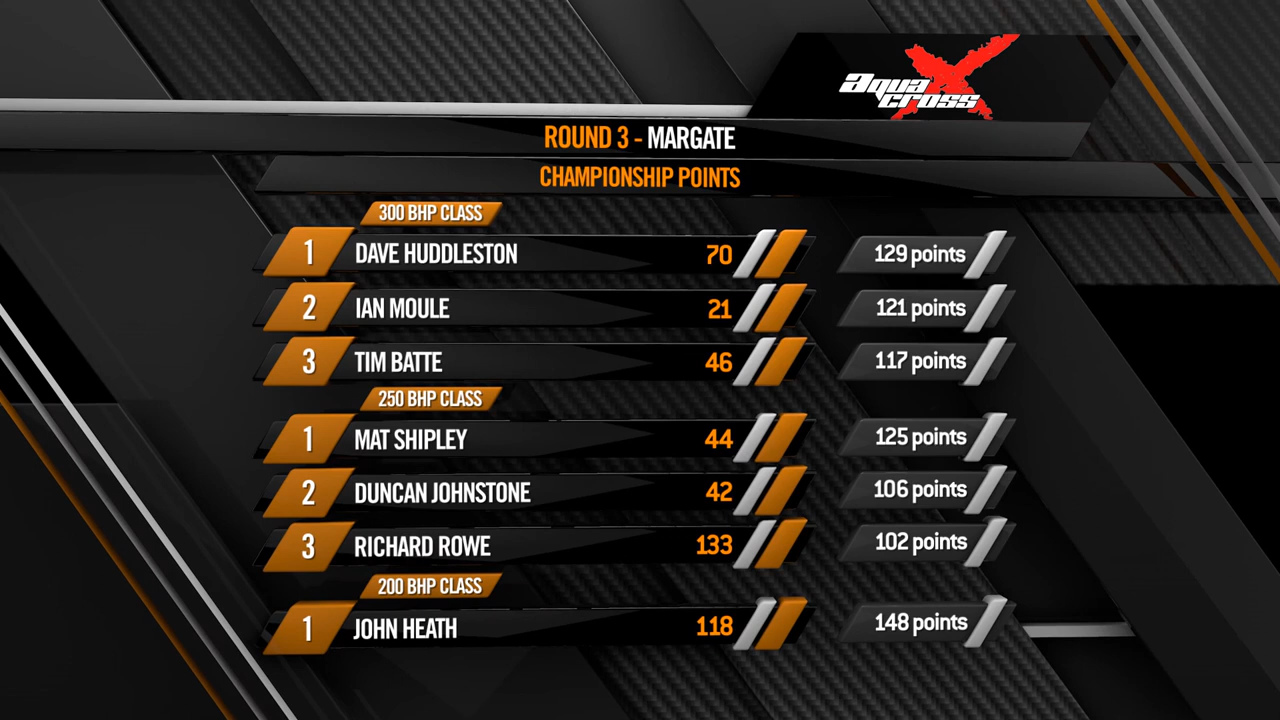 aqua
cross
ROUND 3 - MARGATE
CHAMPIONSHIP POINTS
300 BHP CLASS
1 DAVE HUDDLESTON 70 129 points
2 IAN MOULE 21 121 points
3 TIM BATTE 46 117 points
250 BHP CLASS
1 MAT SHIPLEY 44 125 points
2 DUNCAN JOHNSTONE 42 106 points
3 RICHARD ROWE 133 102 points
200 BHP CLASS
1 JOHN HEATH 118 148 points